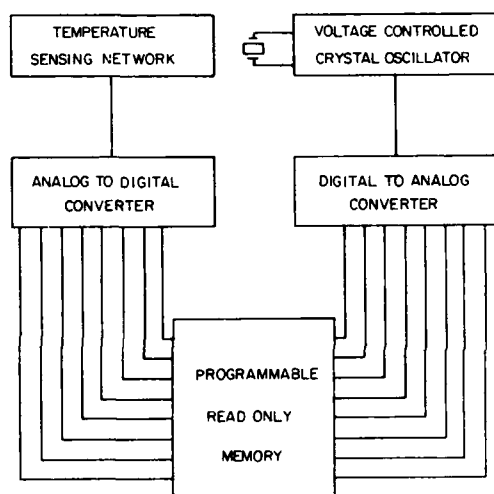 TEMPERATURE
SENSING NETWORK
VOLTAGE CONTROLLED
CRYSTAL OSCILLATOR
ANALOG TO DIGITAL
CONVERTER
DIGITAL TO ANALOG
CONVERTER
PROGRAMMABLE
READ ONLY
MEMORY